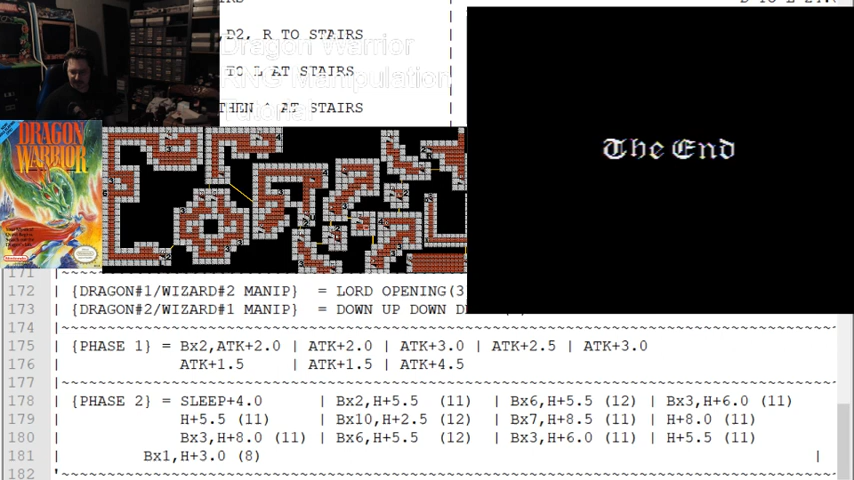 ,D2, R TO STAIRS
Dragon Warrior
TO L AT STAIRS
RNG Manipulation
THEN ^ AT STAIRS
Tutorial
The End
DRAGON
WARRIOR
171
172 | {DRAGON#1/WIZARD#2 MANIP} = LORD OPENING(3
173 | {DRAGON#2/WIZARD#1 MANIP} = DOWN UP DOWN D
174 |~~~~~~~~~~~~~~~~~~~~~~~~~~~~~~~~~~~~~~~~
175 | {PHASE 1} = Bx2,ATK+2.0 | ATK+2.0 | ATK+3.0 | ATK+2.5 | ATK+3.0
176 | ATK+1.5 | ATK+1.5 | ATK+4.5
177 |~~~~~~~~~~~~~~~~~~~~~~~~~~~~~~~~~~~~~~~~
178 | {PHASE 2} = SLEEP+4.0 | Bx2,H+5.5 (11) | Bx6,H+5.5 (12) | Bx3,H+6.0 (11)
179 | H+5.5 (11) | Bx10,H+2.5 (12) | Bx7,H+8.5 (11) | H+8.0 (11)
180 | Bx3,H+8.0 (11) | Bx6,H+5.5 (12) | Bx3,H+6.0 (11) | H+5.5 (11)
181 | Bx1,H+3.0 (8) |
182 '~~~~~~~~~~~~~~~~~~~~~~~~~~~~~~~~~~~~~~~~